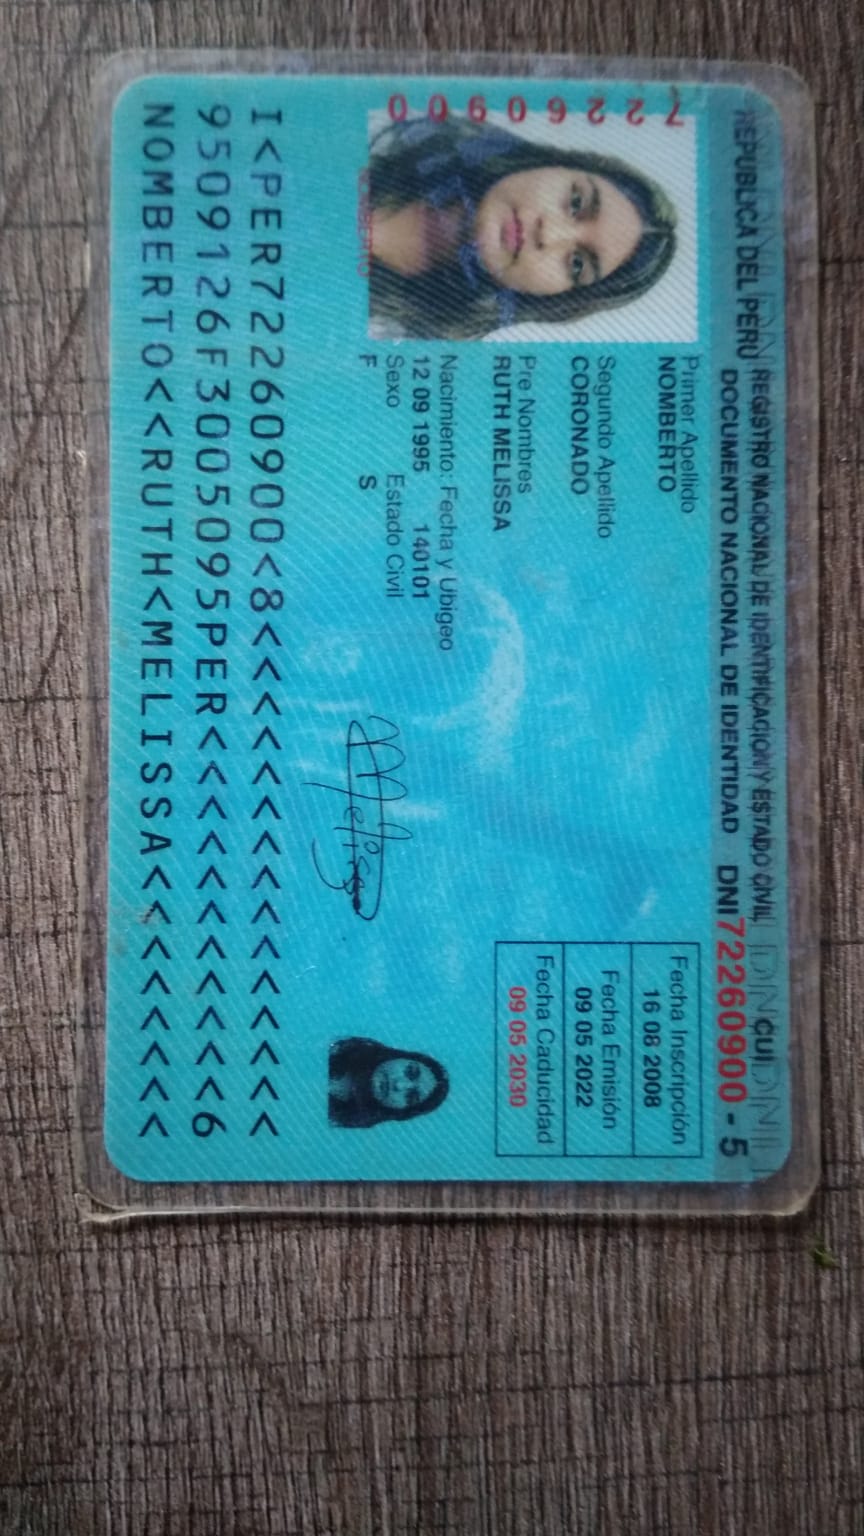 REPUBLICA DEL PERU REGISTRO NACIONAL DE IDENTIFICACION Y ESTADO CIVIL
DOCUMENTO NACIONAL DE IDENTIDAD
CUI
DNI 72260900 - 5
72260900
Primer Apellido
NOMBERTO
Segundo Apellido
CORONADO
Pre Nombres
RUTH MELISSA
Nacimiento: Fecha y Ubigeo
12 09 1995 140101
Sexo Estado Civil
F S
Fecha Inscripción
16 08 2008
Fecha Emisión
09 05 2022
Fecha Caducidad
09 05 2030
Melissa
I<PER72260900<8<<<<<<<<<<<<<<<
9509126F3005095PER<<<<<<<<<<<6
NOMBERTO<<RUTH<MELISSA<<<<<<<<